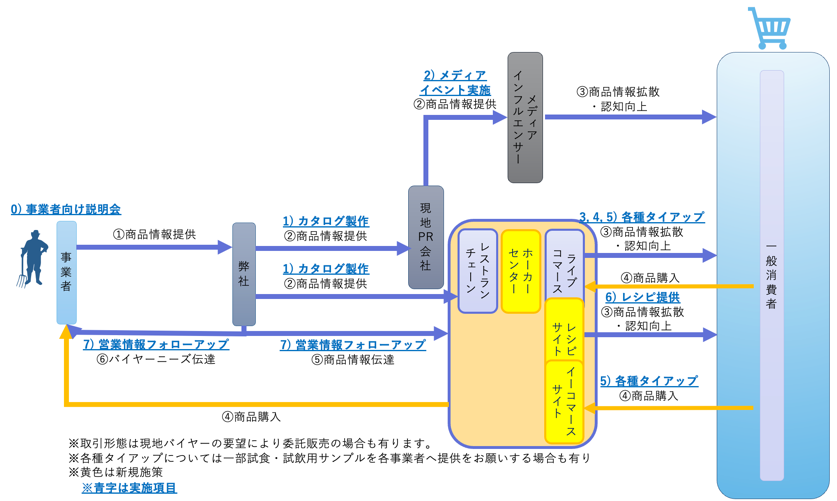 2) メディア
イベント実施
②商品情報提供
メディア
インフルエンサー
③商品情報拡散
・認知向上
0) 事業者向け説明会
事業者
①商品情報提供
弊社
1) カタログ製作
②商品情報提供
1) カタログ製作
②商品情報提供
現地PR会社
レストラン
チェーン
ホーカー
センター
ライブ
コマース
レシピ
サイト
イーコマース
サイト
3, 4, 5) 各種タイアップ
③商品情報拡散
・認知向上
④商品購入
6) レシピ提供
③商品情報拡散
・認知向上
5) 各種タイアップ
④商品購入
一般消費者
7) 営業情報フォローアップ
⑥バイヤーニーズ伝達
7) 営業情報フォローアップ
⑤商品情報伝達
④商品購入
※取引形態は現地バイヤーの要望により委託販売の場合も有ります。
※各種タイアップについては一部試食・試飲用サンプルを各事業者へ提供をお願いする場合も有り
※黄色は新規施策
※青字は実施項目